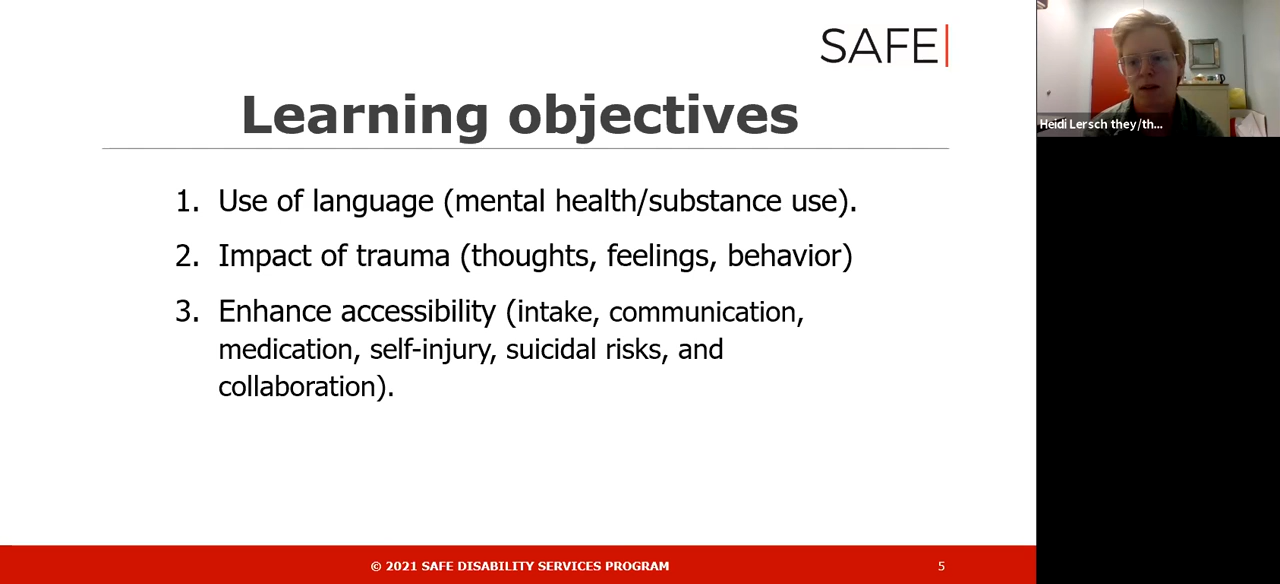 SAFE
Learning objectives
1. Use of language (mental health/substance use).
2. Impact of trauma (thoughts, feelings, behavior)
3. Enhance accessibility (intake, communication,
medication, self-injury, suicidal risks, and
collaboration).
© 2021 SAFE DISABILITY SERVICES PROGRAM
5
Heidi Lersch they/th...